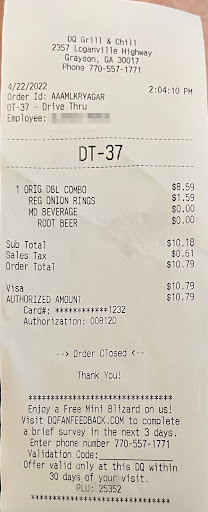 DQ Grill & Chill
2357 Loganville Highway
Grayson, GA 30017
Phone 770-557-1771
4/22/2022 2:04:10 PM
Order Id: AAAMLKRYAGAR
DT-37 - Drive Thru
Employee:
DT-37
1 ORIG DBL COMBO $8.59
REG ONION RINGS $1.59
MD BEVERAGE $0.00
ROOT BEER $0.00
Sub Total $10.18
Sales Tax $0.61
Order Total $10.79
Visa $10.79
AUTHORIZED AMOUNT $10.79
Card#: ************1232
Authorization: 00812D
--> Order Closed <--
Thank You!
****************************************
Enjoy a Free Mini Blizard on us!
Visit DQFANFEEDBACK.COM to complete
a brief survey in the next 3 days.
Enter phone number 770-557-1771
Validation Code:________
Offer valid only at this DQ within
30 days of your visit.
PLU: 25352
****************************************